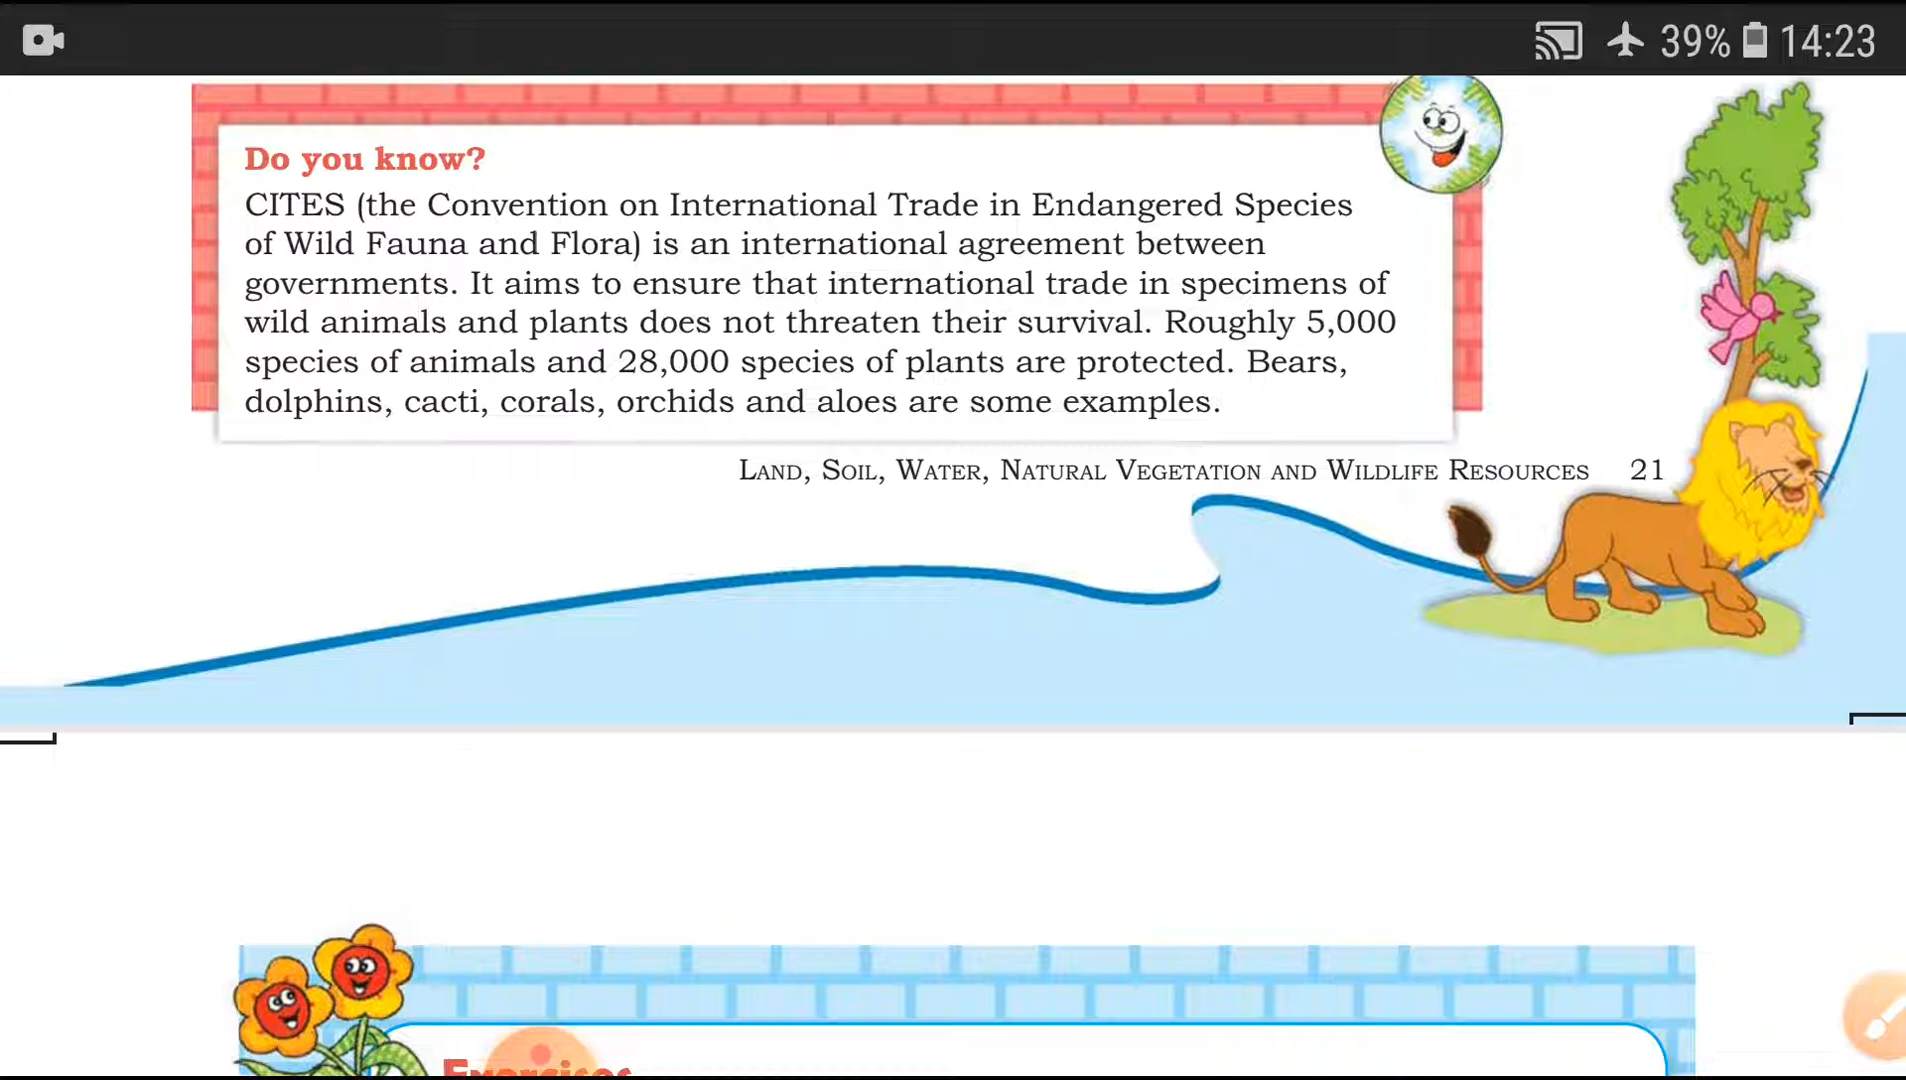 39% 14:23
Do you know?
CITES (the Convention on International Trade in Endangered Species
of Wild Fauna and Flora) is an international agreement between
governments. It aims to ensure that international trade in specimens of
wild animals and plants does not threaten their survival. Roughly 5,000
species of animals and 28,000 species of plants are protected. Bears,
dolphins, cacti, corals, orchids and aloes are some examples.
Land, Soil, Water, Natural Vegetation and Wildlife Resources 21
Exercises